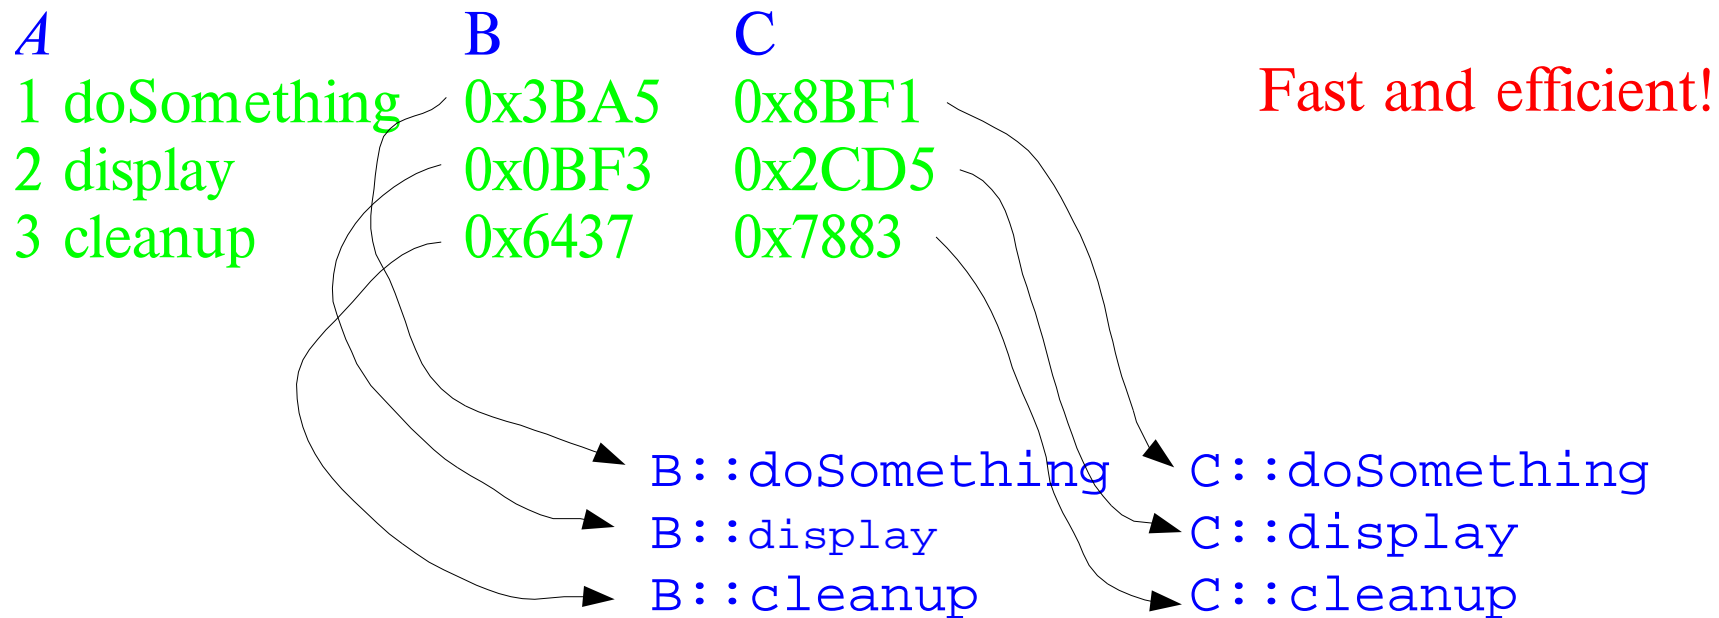 A B C
1 doSomething 0x3BA5 0x8BF1 Fast and efficient!
2 display 0x0BF3 0x2CD5
3 cleanup 0x6437 0x7883
B::doSomething C::doSomething
B::display C::display
B::cleanup C::cleanup